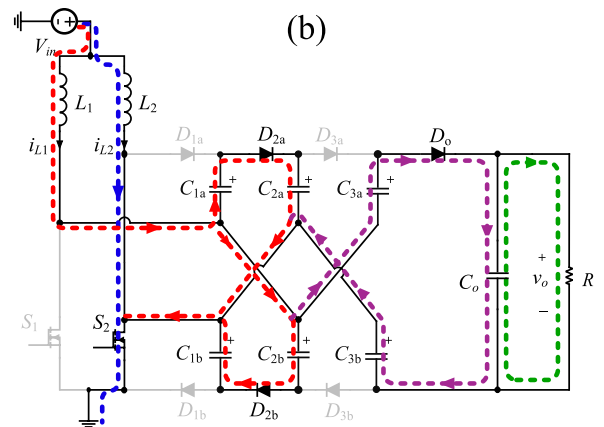 (b)
V_in
L_1 L_2
i_L1 i_L2
D_1a D_2a D_3a D_o
C_1a + C_2a + C_3a +
C_o + v_o − R
S_1 S_2
C_1b + C_2b + C_3b +
D_1b D_2b D_3b